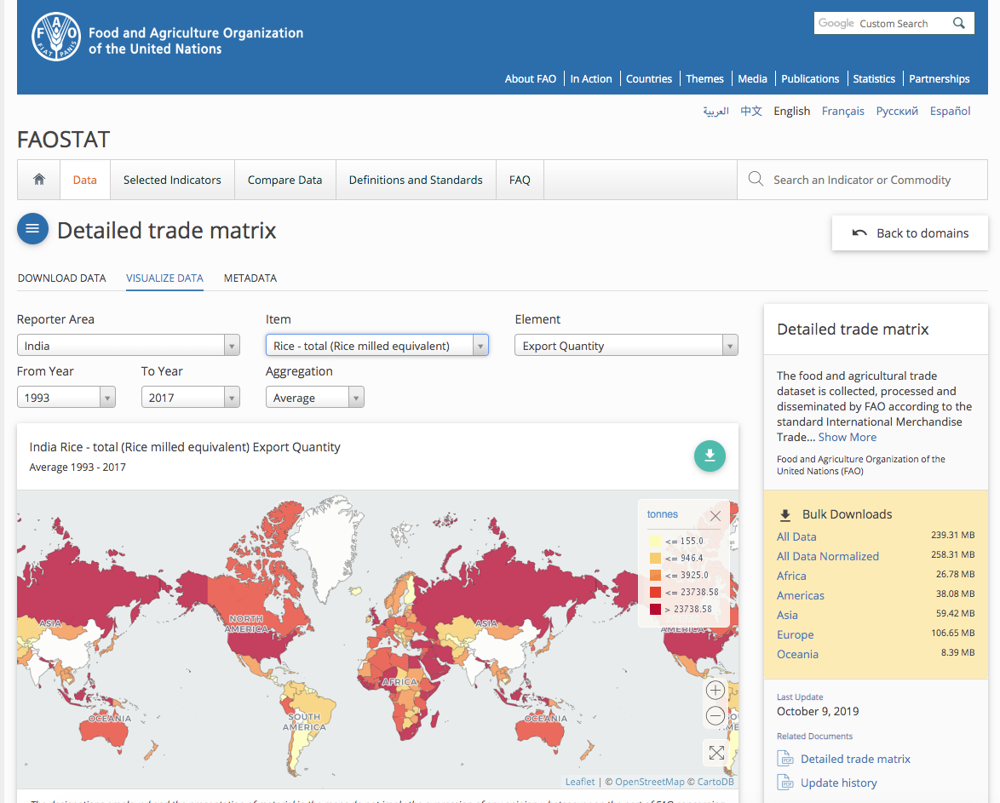 FAO
FIAT PANIS
Food and Agriculture Organization
of the United Nations
Google Custom Search
About FAO
In Action
Countries
Themes
Media
Publications
Statistics
Partnerships
العربية
中文
English
Français
Русский
Español
FAOSTAT
Data
Selected Indicators
Compare Data
Definitions and Standards
FAQ
Search an Indicator or Commodity
Detailed trade matrix
Back to domains
DOWNLOAD DATA
VISUALIZE DATA
METADATA
Reporter Area
Item
Element
India
Rice - total (Rice milled equivalent)
Export Quantity
From Year
To Year
Aggregation
1993
2017
Average
India Rice - total (Rice milled equivalent) Export Quantity
Average 1993 - 2017
tonnes
<= 155.0
<= 946.4
<= 3925.0
<= 23738.58
> 23738.58
ASIA
NORTH
AMERICA
ASIA
AMERICA
AFRICA
OCEANIA
SOUTH
AMERICA
OCEANIA
Leaflet | © OpenStreetMap © CartoDB
Detailed trade matrix
The food and agricultural trade
dataset is collected, processed and
disseminated by FAO according to the
standard International Merchandise
Trade... Show More
Food and Agriculture Organization of the
United Nations (FAO)
Bulk Downloads
All Data 239.31 MB
All Data Normalized 258.31 MB
Africa 26.78 MB
Americas 38.08 MB
Asia 59.42 MB
Europe 106.65 MB
Oceania 8.39 MB
Last Update
October 9, 2019
Related Documents
Detailed trade matrix
Update history